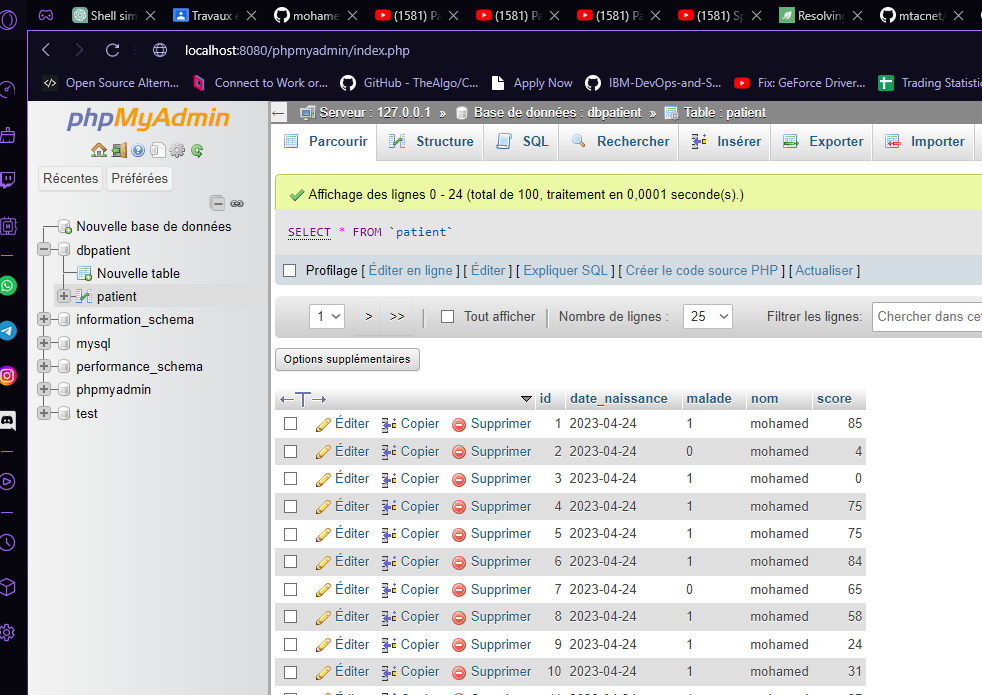 Shell sim Travaux e mohame (1581) Pa (1581) Pa (1581) Pa (1581) S Resolving mtacnet/
localhost:8080/phpmyadmin/index.php
Open Source Altern... Connect to Work or... GitHub - TheAlgo/C... Apply Now IBM-DevOps-and-S... Fix: GeForce Driver... Trading Statistic
phpMyAdmin
Récentes Préférées
Nouvelle base de données
dbpatient
Nouvelle table
patient
information_schema
mysql
performance_schema
phpmyadmin
test
Serveur : 127.0.0.1 » Base de données : dbpatient » Table : patient
Parcourir Structure SQL Rechercher Insérer Exporter Importer
Affichage des lignes 0 - 24 (total de 100, traitement en 0,0001 seconde(s).)
SELECT * FROM `patient`
Profilage [ Éditer en ligne ] [ Éditer ] [ Expliquer SQL ] [ Créer le code source PHP ] [ Actualiser ]
1 > >> Tout afficher Nombre de lignes : 25 Filtrer les lignes: Chercher dans cet
Options supplémentaires
←T→ id date_naissance malade nom score
Éditer Copier Supprimer 1 2023-04-24 1 mohamed 85
Éditer Copier Supprimer 2 2023-04-24 0 mohamed 4
Éditer Copier Supprimer 3 2023-04-24 1 mohamed 0
Éditer Copier Supprimer 4 2023-04-24 1 mohamed 75
Éditer Copier Supprimer 5 2023-04-24 1 mohamed 75
Éditer Copier Supprimer 6 2023-04-24 1 mohamed 84
Éditer Copier Supprimer 7 2023-04-24 0 mohamed 65
Éditer Copier Supprimer 8 2023-04-24 1 mohamed 58
Éditer Copier Supprimer 9 2023-04-24 1 mohamed 24
Éditer Copier Supprimer 10 2023-04-24 1 mohamed 31